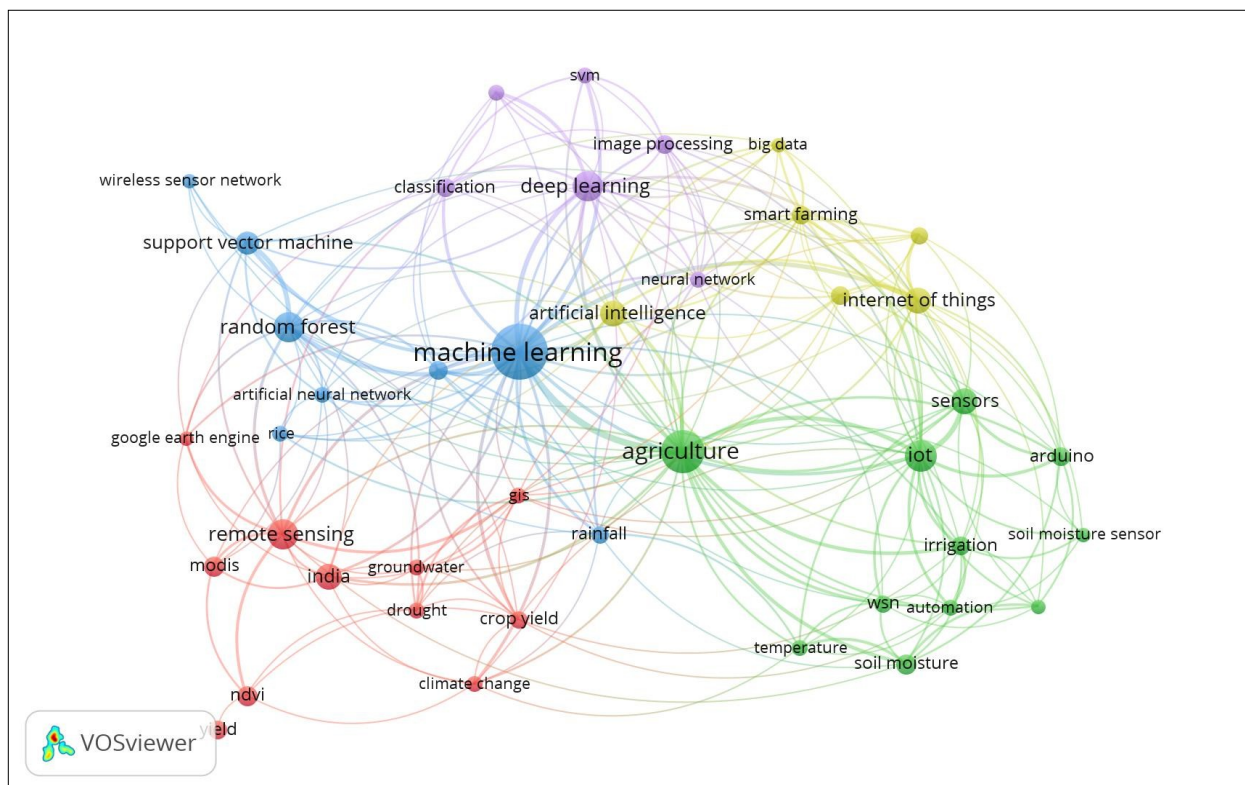 svm
image processing
big data
wireless sensor network
classification
deep learning
smart farming
support vector machine
neural network
internet of things
artificial intelligence
random forest
machine learning
artificial neural network
sensors
google earth engine
rice
agriculture
iot
arduino
gis
remote sensing
rainfall
soil moisture sensor
irrigation
modis
india
groundwater
drought
crop yield
wsn
automation
temperature
soil moisture
climate change
ndvi
yield
VOSviewer